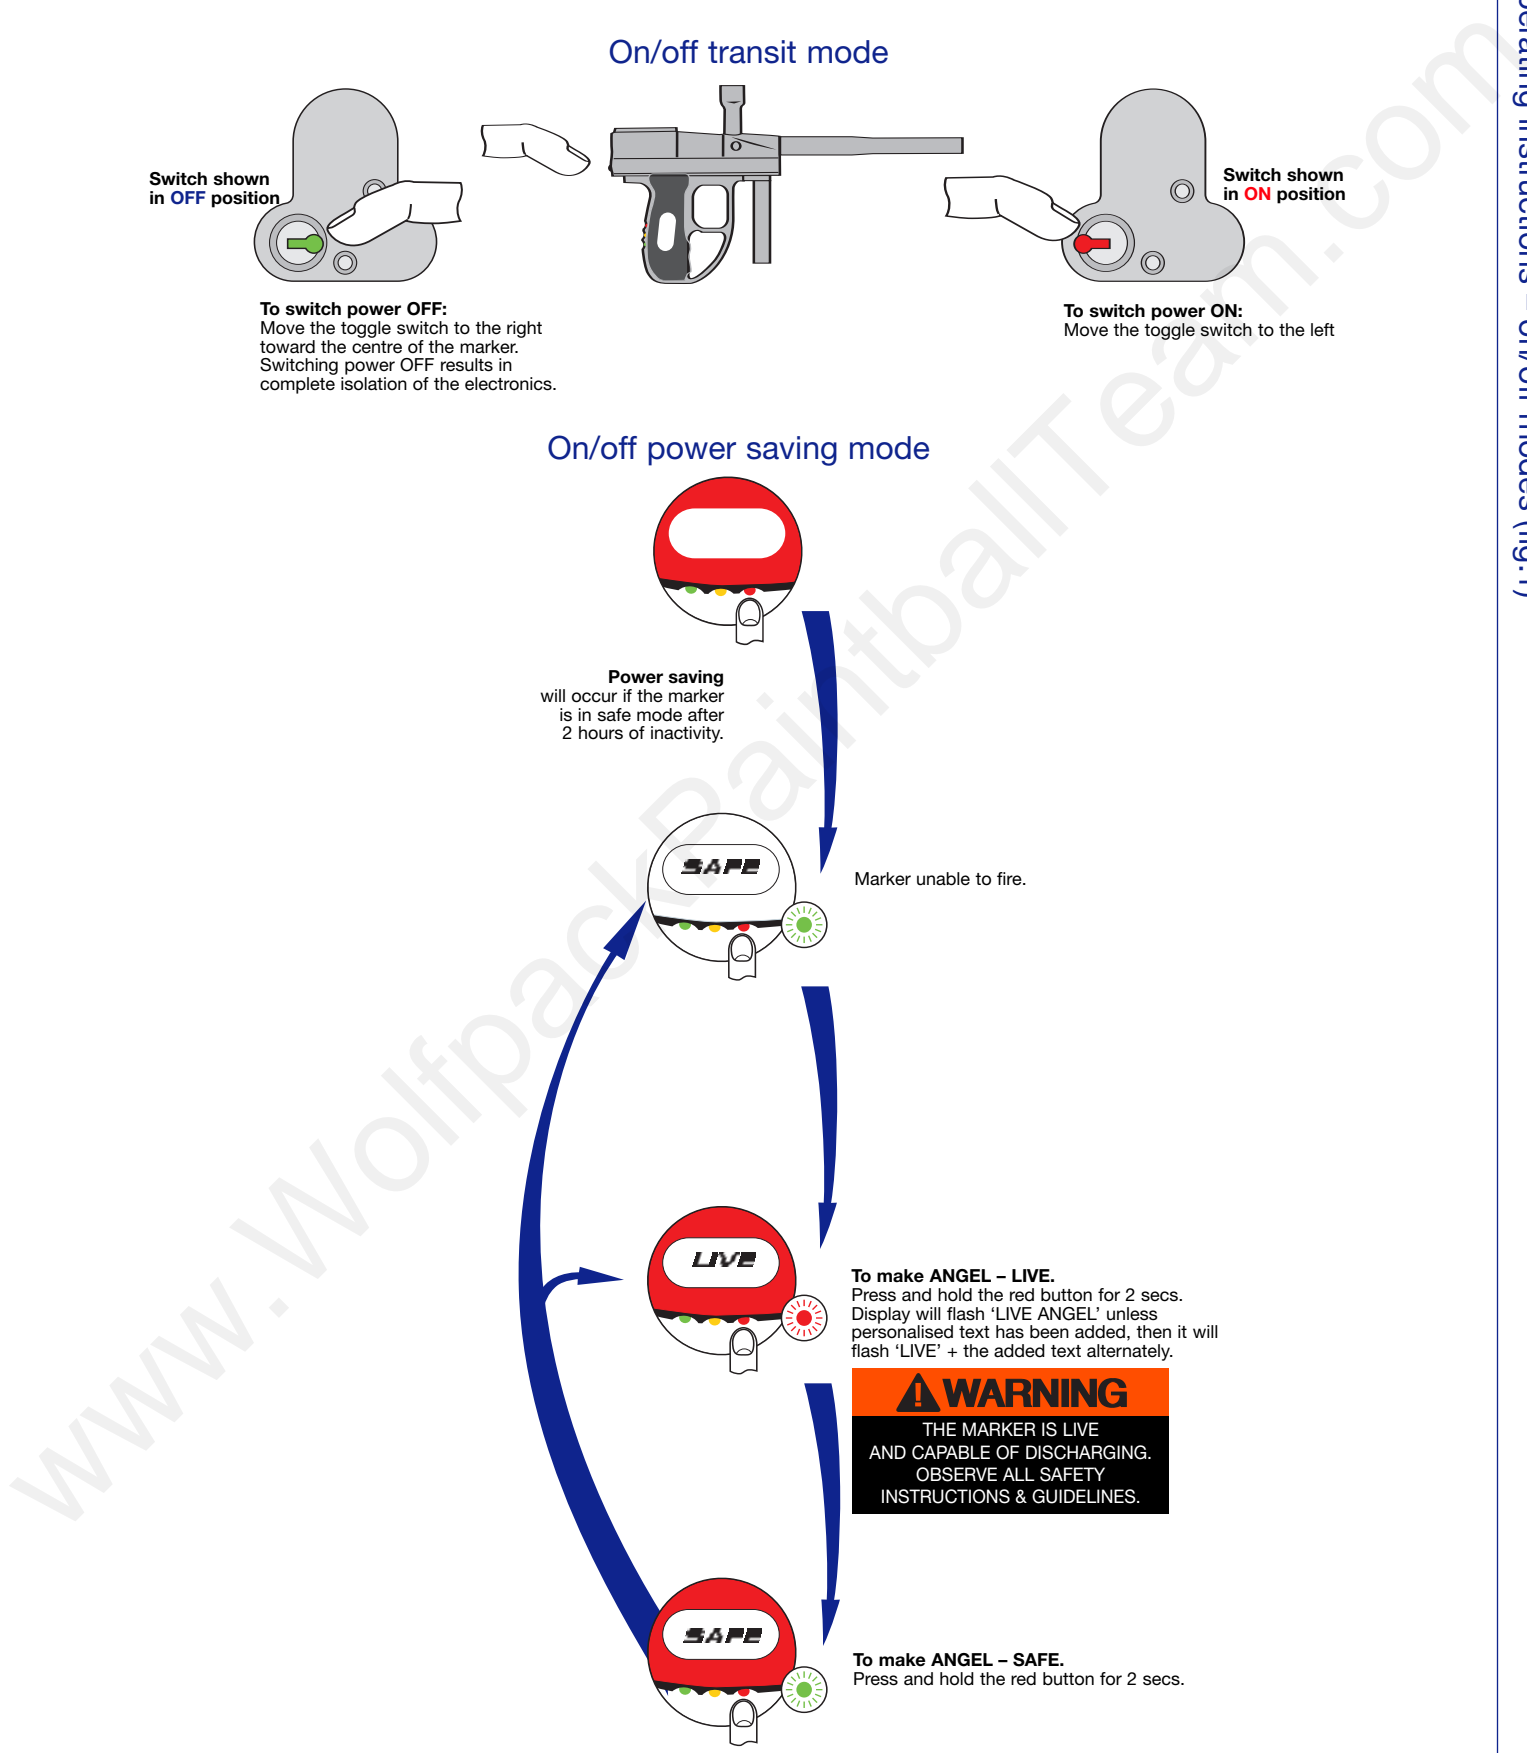 On/off transit mode
Switch shown
in OFF position
Switch shown
in ON position
To switch power OFF:
Move the toggle switch to the right
toward the centre of the marker.
Switching power OFF results in
complete isolation of the electronics.
To switch power ON:
Move the toggle switch to the left
On/off power saving mode
Power saving
will occur if the marker
is in safe mode after
2 hours of inactivity.
SAFE
Marker unable to fire.
LIVE
To make ANGEL – LIVE.
Press and hold the red button for 2 secs.
Display will flash ‘LIVE ANGEL’ unless
personalised text has been added, then it will
flash ‘LIVE’ + the added text alternately.
WARNING
THE MARKER IS LIVE
AND CAPABLE OF DISCHARGING.
OBSERVE ALL SAFETY
INSTRUCTIONS & GUIDELINES.
SAFE
To make ANGEL – SAFE.
Press and hold the red button for 2 secs.
instructions – on/off modes (fig.1)
www.WolfpackPaintballTeam.com